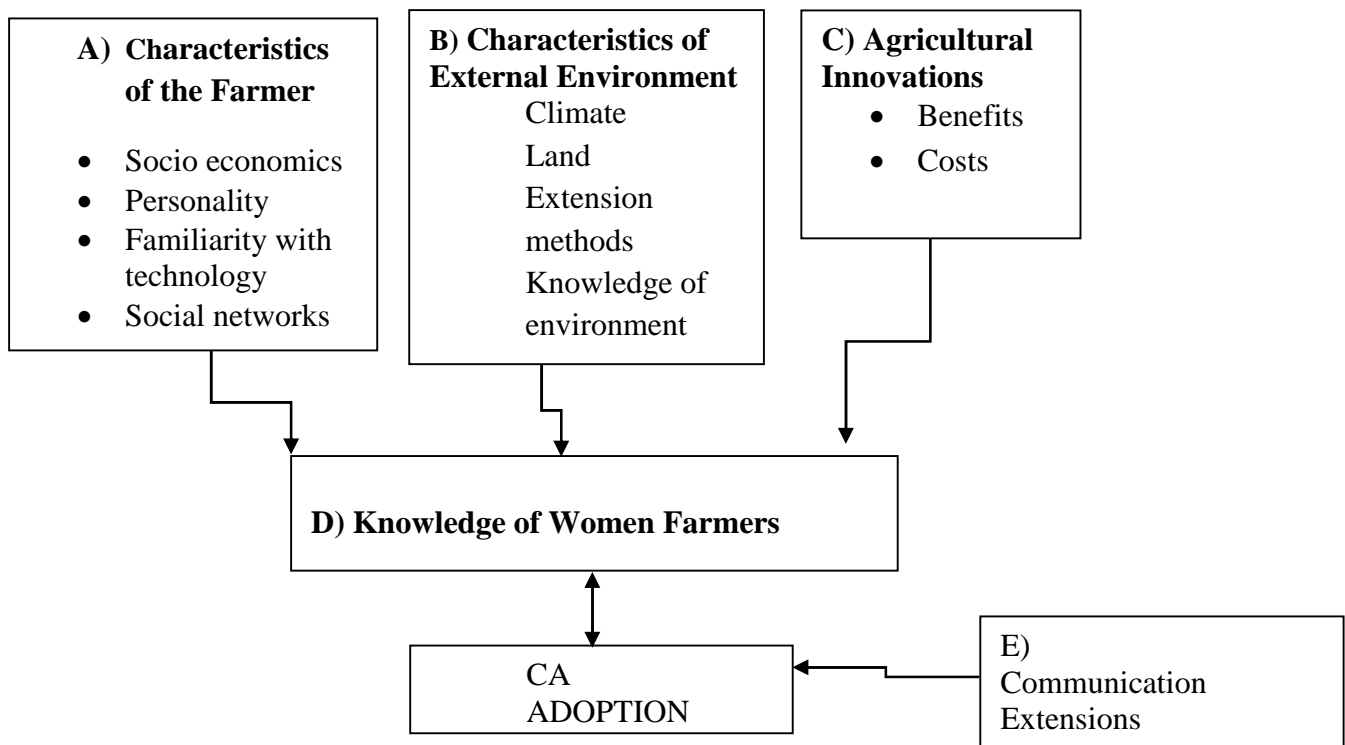 A) Characteristics
of the Farmer
• Socio economics
• Personality
• Familiarity with
technology
• Social networks
B) Characteristics of
External Environment
Climate
Land
Extension
methods
Knowledge of
environment
C) Agricultural
Innovations
• Benefits
• Costs
D) Knowledge of Women Farmers
CA
ADOPTION
E)
Communication
Extensions